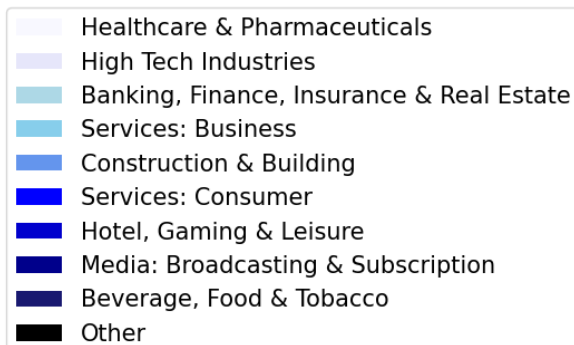 Healthcare & Pharmaceuticals
High Tech Industries
Banking, Finance, Insurance & Real Estate
Services: Business
Construction & Building
Services: Consumer
Hotel, Gaming & Leisure
Media: Broadcasting & Subscription
Beverage, Food & Tobacco
Other